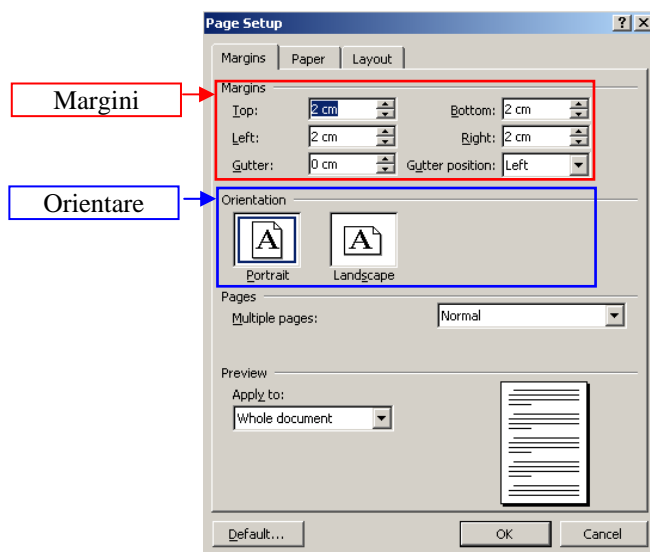 Page Setup
Margins Paper Layout
Margins
Margini
Top: 2 cm Bottom: 2 cm
Left: 2 cm Right: 2 cm
Gutter: 0 cm Gutter position: Left
Orientare
Orientation
A A
Portrait Landscape
Pages
Multiple pages: Normal
Preview
Apply to:
Whole document
Default... OK Cancel